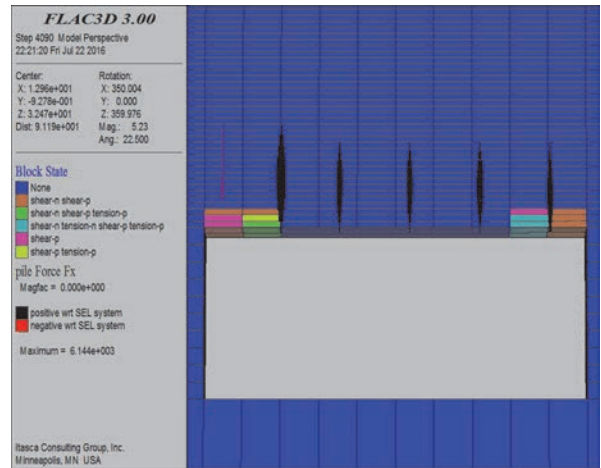 FLAC3D 3.00
Step 4090 Model Perspective
22:21:20 Fri Jul 22 2016
Center: Rotation:
X: 1.296e+001 X: 350.004
Y: -9.278e-001 Y: 0.000
Z: 3.247e+001 Z: 359.976
Dist: 9.119e+001 Mag.: 5.23
Ang.: 22.500
Block State
None
shear-n shear-p
shear-n shear-p tension-p
shear-n tension-n shear-p tension-p
shear-p
shear-p tension-p
pile Force Fx
Magfac = 0.000e+000
positive wrt SEL system
negative wrt SEL system
Maximum = 6.144e+003
Itasca Consulting Group, Inc.
Minneapolis, MN USA